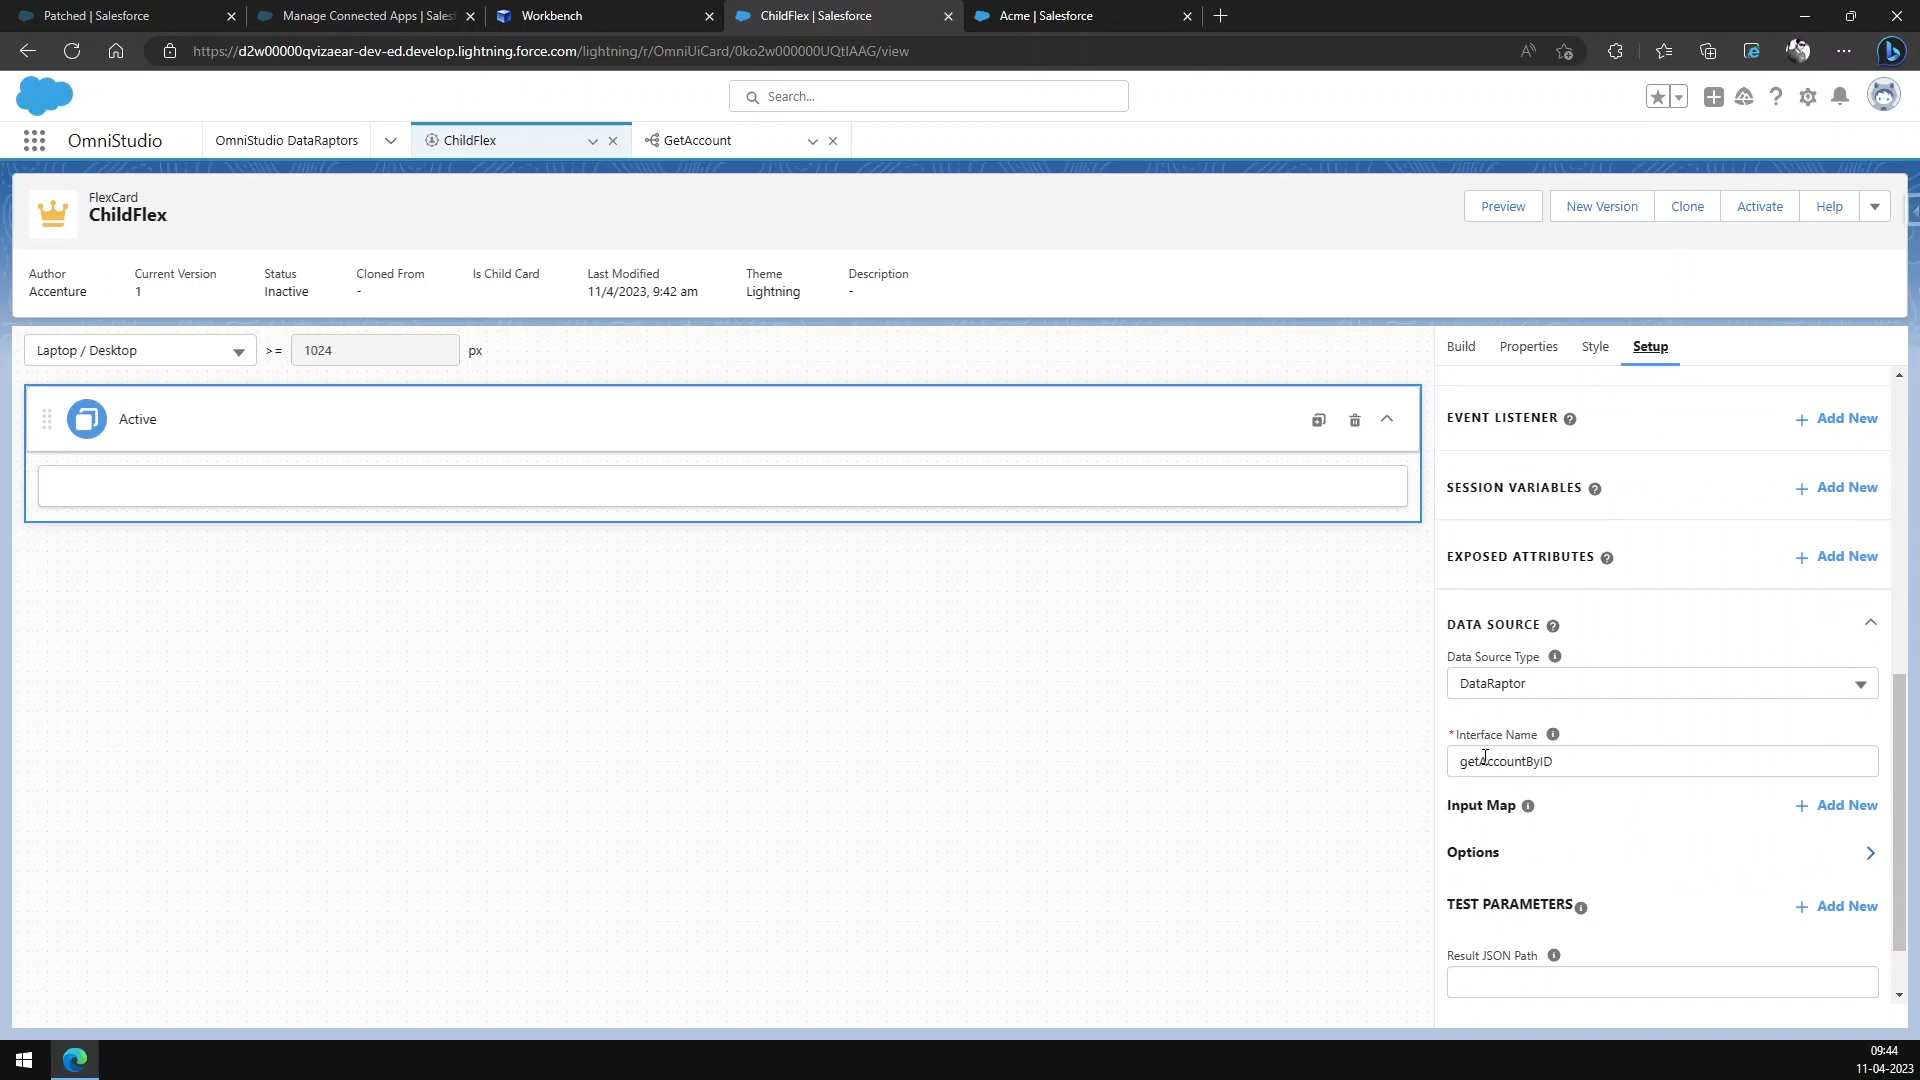 Patched | Salesforce
Manage Connected Apps | Salesf
Workbench
ChildFlex | Salesforce
Acme | Salesforce
https://d2w00000qvizaear-dev-ed.develop.lightning.force.com/lightning/r/OmniUiCard/0ko2w000000UQtIAAG/view
Search...
OmniStudio
OmniStudio DataRaptors
ChildFlex
GetAccount
FlexCard
ChildFlex
Preview
New Version
Clone
Activate
Help
Author
Current Version
Status
Cloned From
Is Child Card
Last Modified
Theme
Description
Accenture
1
Inactive
-
11/4/2023, 9:42 am
Lightning
-
Laptop / Desktop
>=
1024
px
Build
Properties
Style
Setup
Active
EVENT LISTENER
+ Add New
SESSION VARIABLES
+ Add New
EXPOSED ATTRIBUTES
+ Add New
DATA SOURCE
Data Source Type
DataRaptor
*Interface Name
getAccountByID
Input Map
+ Add New
Options
TEST PARAMETERS
+ Add New
Result JSON Path
09:44
11-04-2023